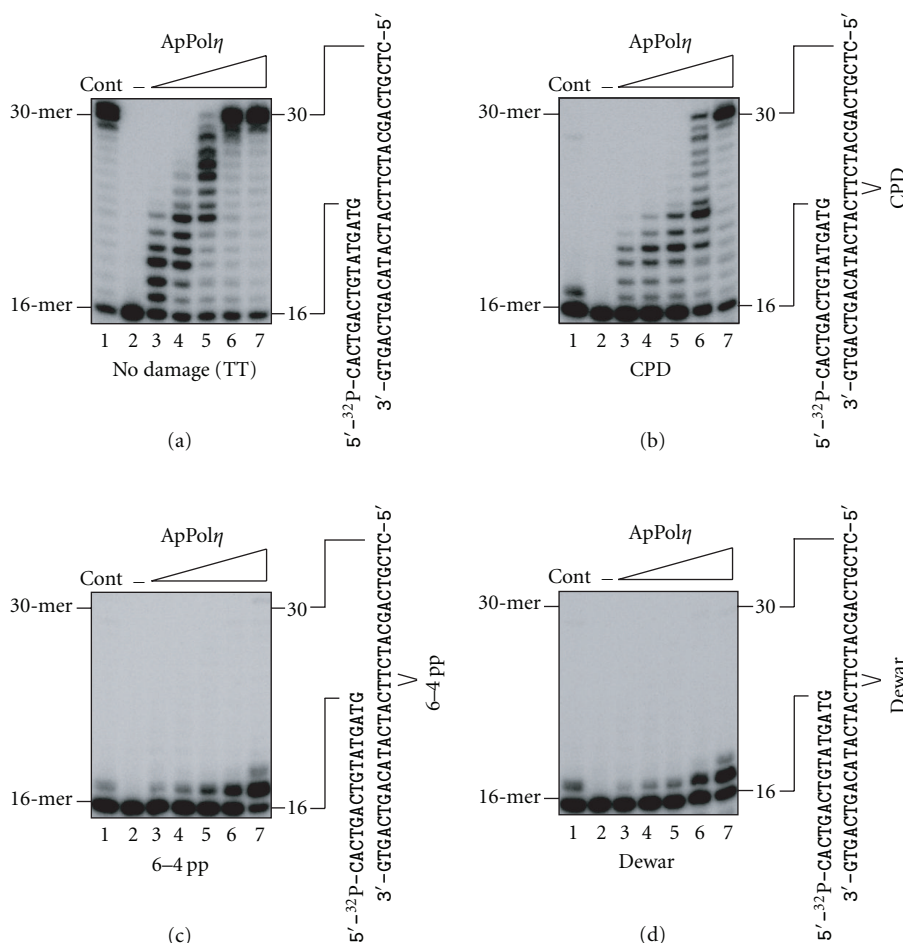 ApPolη
Cont –
30-mer
30
16-mer
16
1 2 3 4 5 6 7
No damage (TT)
5′–³²P–CACTGACTGTATGATG
3′–GTGACTGACATACTACTTCTACGACTGCTC–5′
(a)
ApPolη
Cont –
30-mer
30
16-mer
16
1 2 3 4 5 6 7
CPD
5′–³²P–CACTGACTGTATGATG
3′–GTGACTGACATACTACTTCTACGACTGCTC–5′
CPD
(b)
ApPolη
Cont –
30-mer
30
16-mer
16
1 2 3 4 5 6 7
6–4 pp
5′–³²P–CACTGACTGTATGATG
3′–GTGACTGACATACTACTTCTACGACTGCTC–5′
6–4 pp
(c)
ApPolη
Cont –
30-mer
30
16-mer
16
1 2 3 4 5 6 7
Dewar
5′–³²P–CACTGACTGTATGATG
3′–GTGACTGACATACTACTTCTACGACTGCTC–5′
Dewar
(d)